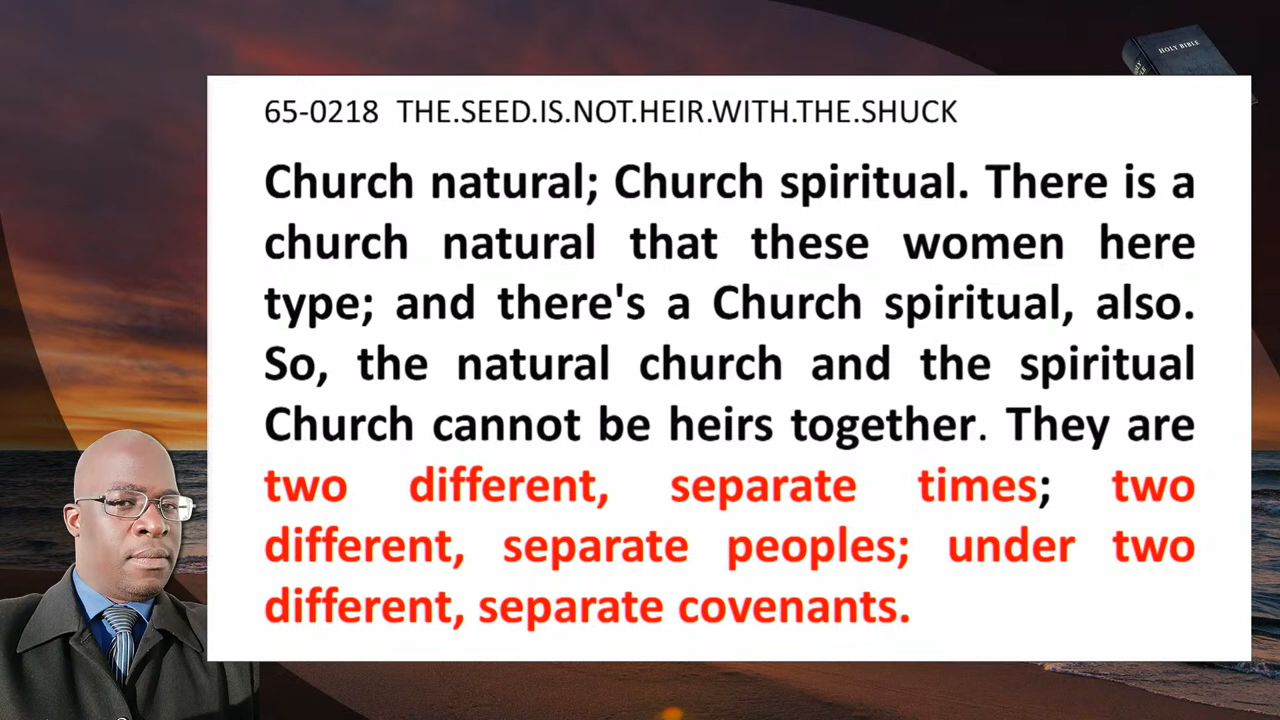 HOLY BIBLE
65-0218 THE.SEED.IS.NOT.HEIR.WITH.THE.SHUCK
Church natural; Church spiritual. There is a
church natural that these women here
type; and there's a Church spiritual, also.
So, the natural church and the spiritual
Church cannot be heirs together. They are
two different, separate times; two
different, separate peoples; under two
different, separate covenants.